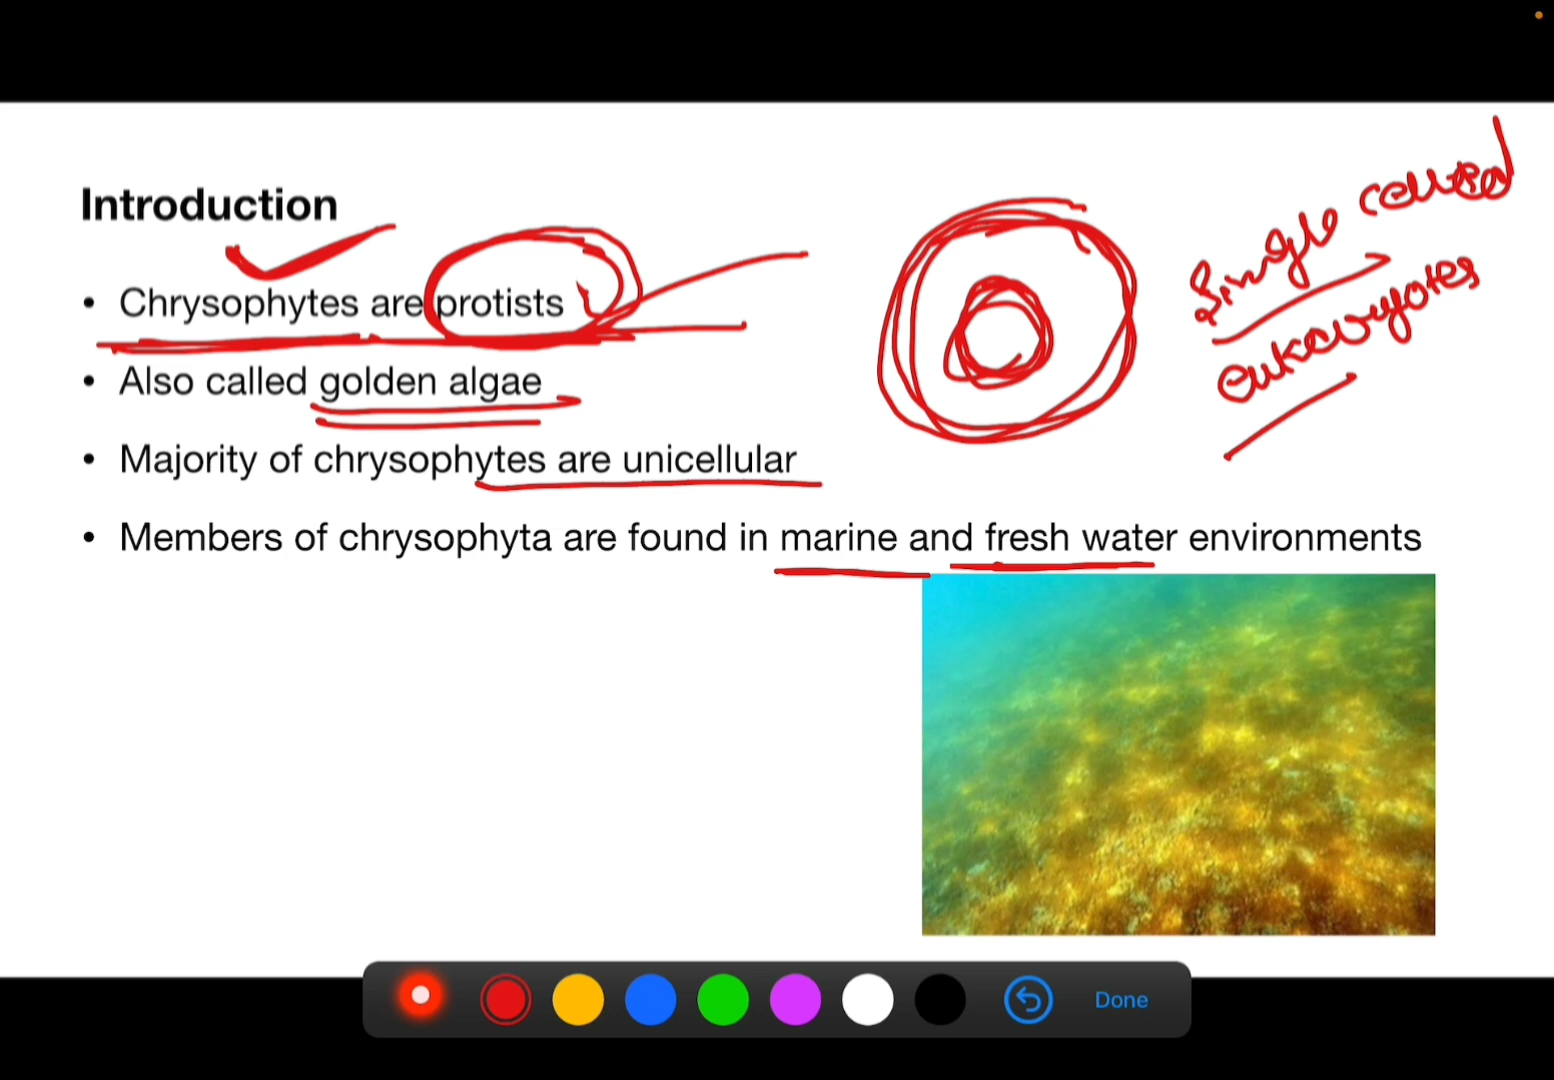 Introduction
• Chrysophytes are protists
• Also called golden algae
• Majority of chrysophytes are unicellular
• Members of chrysophyta are found in marine and fresh water environments
Single celled
eukaryotes
Done